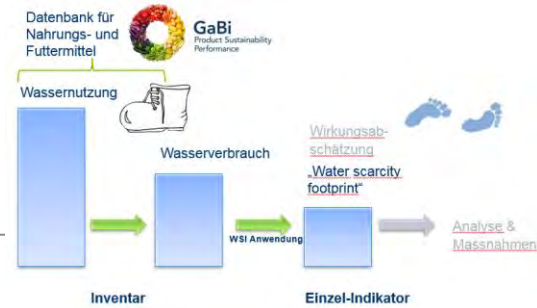 Datenbank für
Nahrungs- und
Futtermittel
GaBi
Product Sustainability
Performance
Wassernutzung
Wasserverbrauch
Wirkungsab-
schätzung
„Water scarcity
footprint“
WSI Anwendung
Analyse &
Massnahmen
Inventar
Einzel-Indikator